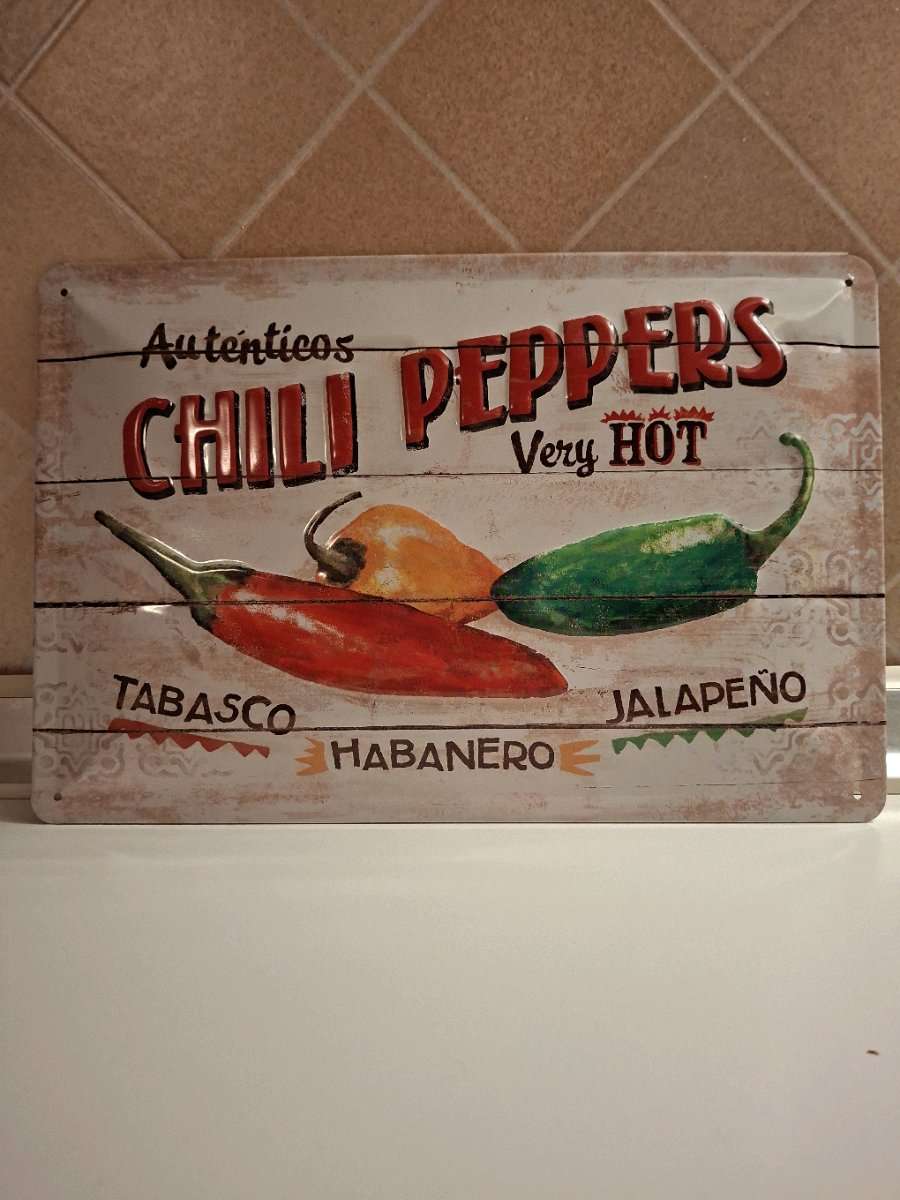 Auténticos
CHILI PEPPERS
Very HOT
TABASCO
HABANERO
JALAPEÑO